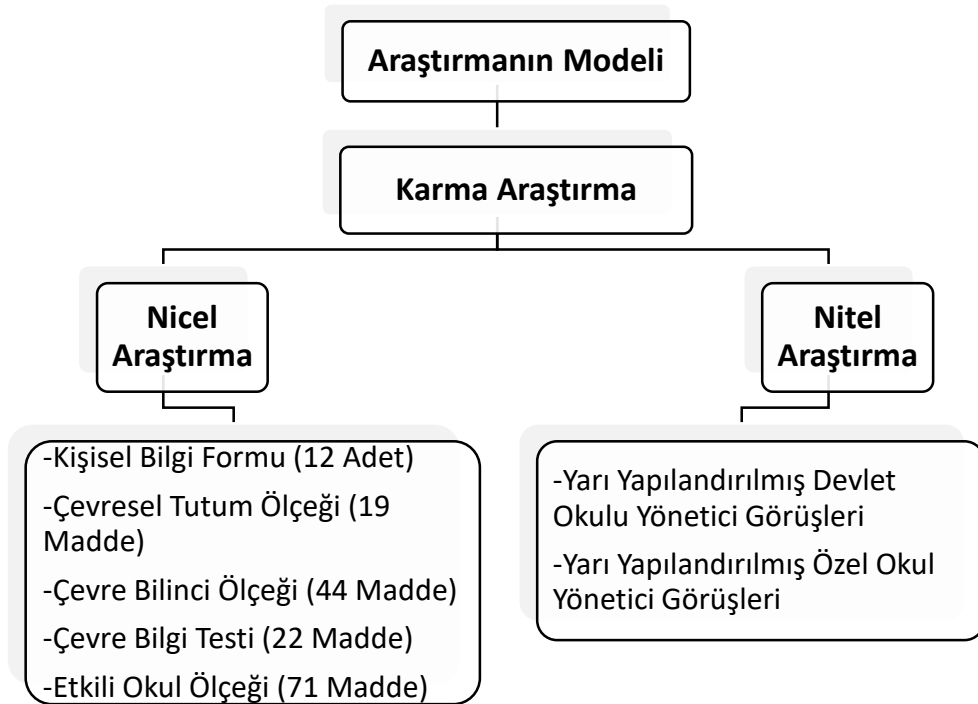 Araştırmanın Modeli
Karma Araştırma
Nicel
Araştırma
Nitel
Araştırma
-Kişisel Bilgi Formu (12 Adet)
-Çevresel Tutum Ölçeği (19
Madde)
-Çevre Bilinci Ölçeği (44 Madde)
-Çevre Bilgi Testi (22 Madde)
-Etkili Okul Ölçeği (71 Madde)
-Yarı Yapılandırılmış Devlet
Okulu Yönetici Görüşleri
-Yarı Yapılandırılmış Özel Okul
Yönetici Görüşleri